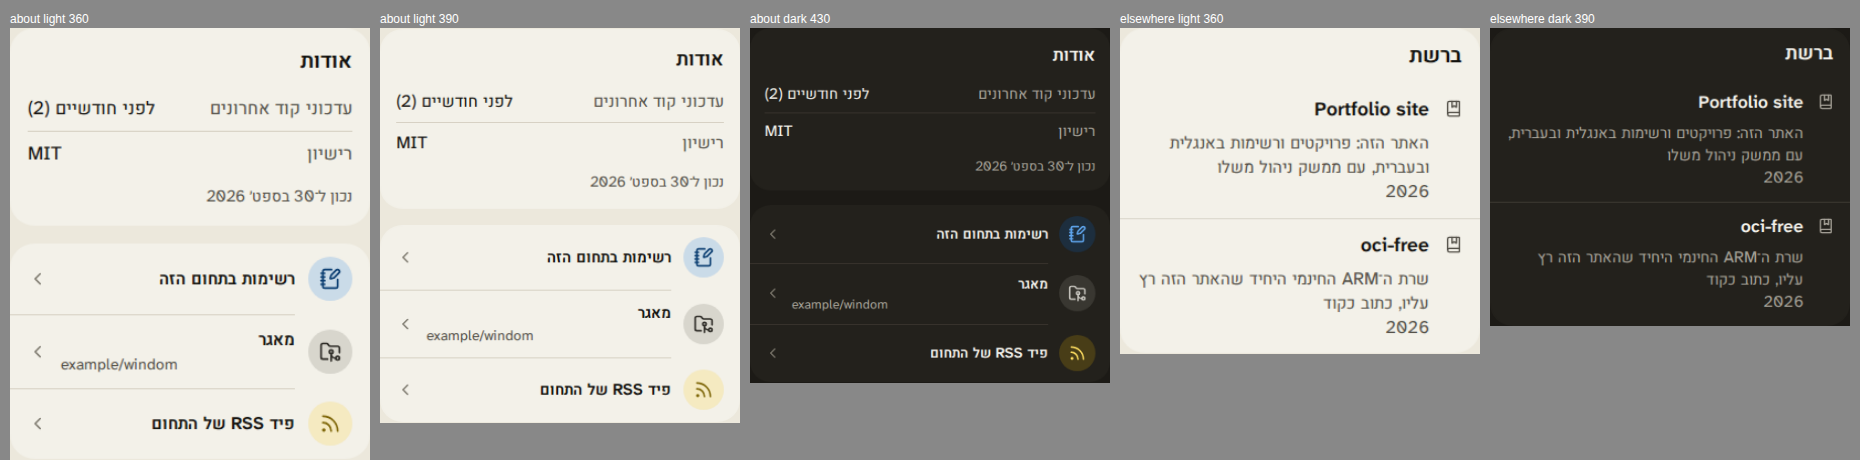 about light 360
אודות
עדכוני קוד אחרונים
לפני חודשיים (2)
רישיון
MIT
נכון ל־30 בספט׳ 2026
רשימות בתחום הזה
מאגר
example/windom
פיד RSS של התחום
about light 390
אודות
עדכוני קוד אחרונים
לפני חודשיים (2)
רישיון
MIT
נכון ל־30 בספט׳ 2026
רשימות בתחום הזה
מאגר
example/windom
פיד RSS של התחום
about dark 430
אודות
עדכוני קוד אחרונים
לפני חודשיים (2)
רישיון
MIT
נכון ל־30 בספט׳ 2026
רשימות בתחום הזה
מאגר
example/windom
פיד RSS של התחום
elsewhere light 360
ברשת
Portfolio site
האתר הזה: פרויקטים ורשימות באנגלית
ובעברית, עם ממשק ניהול משלו
2026
oci-free
שרת ה־ARM החינמי היחיד שהאתר הזה רץ
עליו, כתוב כקוד
2026
elsewhere dark 390
ברשת
Portfolio site
האתר הזה: פרויקטים ורשימות באנגלית ובעברית,
עם ממשק ניהול משלו
2026
oci-free
שרת ה־ARM החינמי היחיד שהאתר הזה רץ
עליו, כתוב כקוד
2026